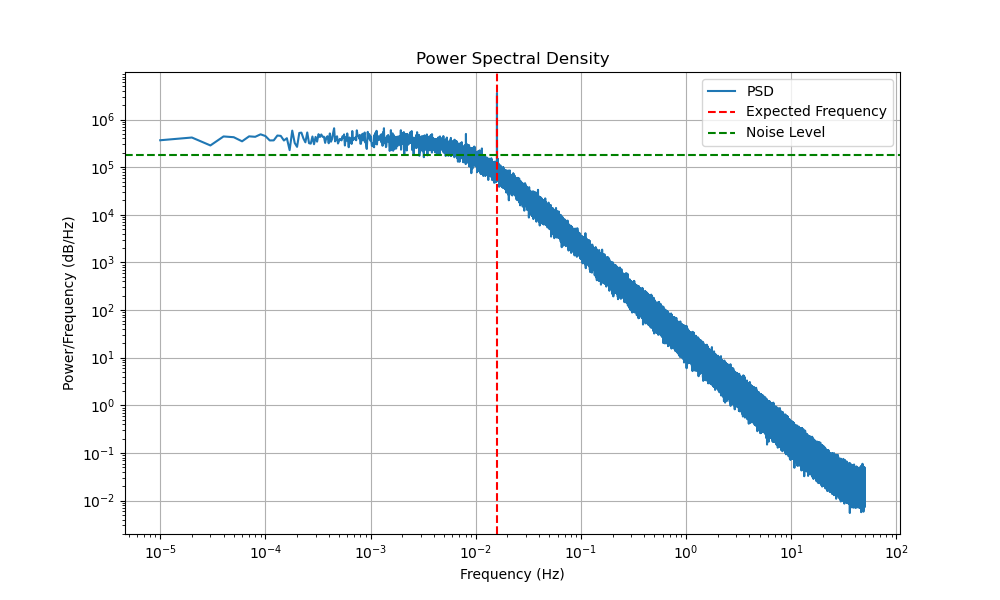 Power Spectral Density
PSD
Expected Frequency
Noise Level
Power/Frequency (dB/Hz)
10⁶
10⁵
10⁴
10³
10²
10¹
10⁰
10⁻¹
10⁻²
10⁻⁵ 10⁻⁴ 10⁻³ 10⁻² 10⁻¹ 10⁰ 10¹ 10²
Frequency (Hz)